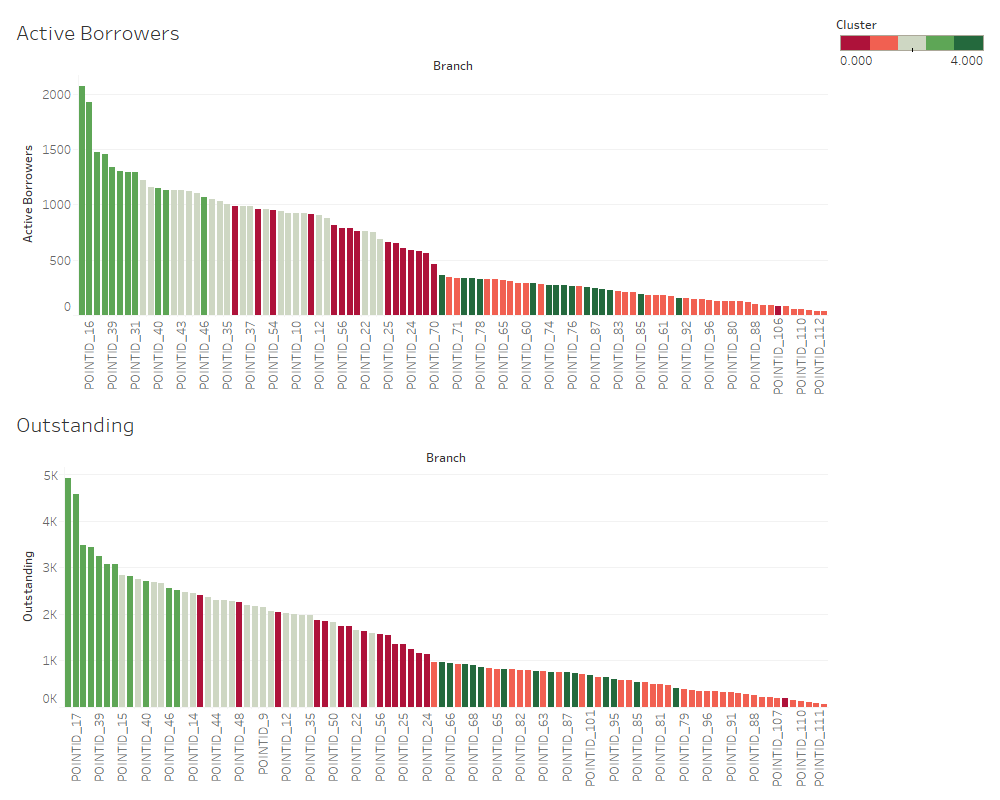 Active Borrowers
Cluster
0.000
4.000
Branch
Active Borrowers
2000
1500
1000
500
0
POINTID_16
POINTID_39
POINTID_31
POINTID_40
POINTID_43
POINTID_46
POINTID_35
POINTID_37
POINTID_54
POINTID_10
POINTID_12
POINTID_56
POINTID_22
POINTID_25
POINTID_24
POINTID_70
POINTID_71
POINTID_78
POINTID_65
POINTID_60
POINTID_74
POINTID_76
POINTID_87
POINTID_83
POINTID_85
POINTID_61
POINTID_92
POINTID_96
POINTID_80
POINTID_88
POINTID_106
POINTID_110
POINTID_112
Outstanding
Branch
Outstanding
5K
4K
3K
2K
1K
0K
POINTID_17
POINTID_39
POINTID_15
POINTID_40
POINTID_46
POINTID_14
POINTID_44
POINTID_48
POINTID_9
POINTID_12
POINTID_35
POINTID_50
POINTID_22
POINTID_56
POINTID_25
POINTID_24
POINTID_66
POINTID_68
POINTID_65
POINTID_82
POINTID_63
POINTID_87
POINTID_101
POINTID_95
POINTID_85
POINTID_81
POINTID_79
POINTID_96
POINTID_91
POINTID_88
POINTID_107
POINTID_110
POINTID_111